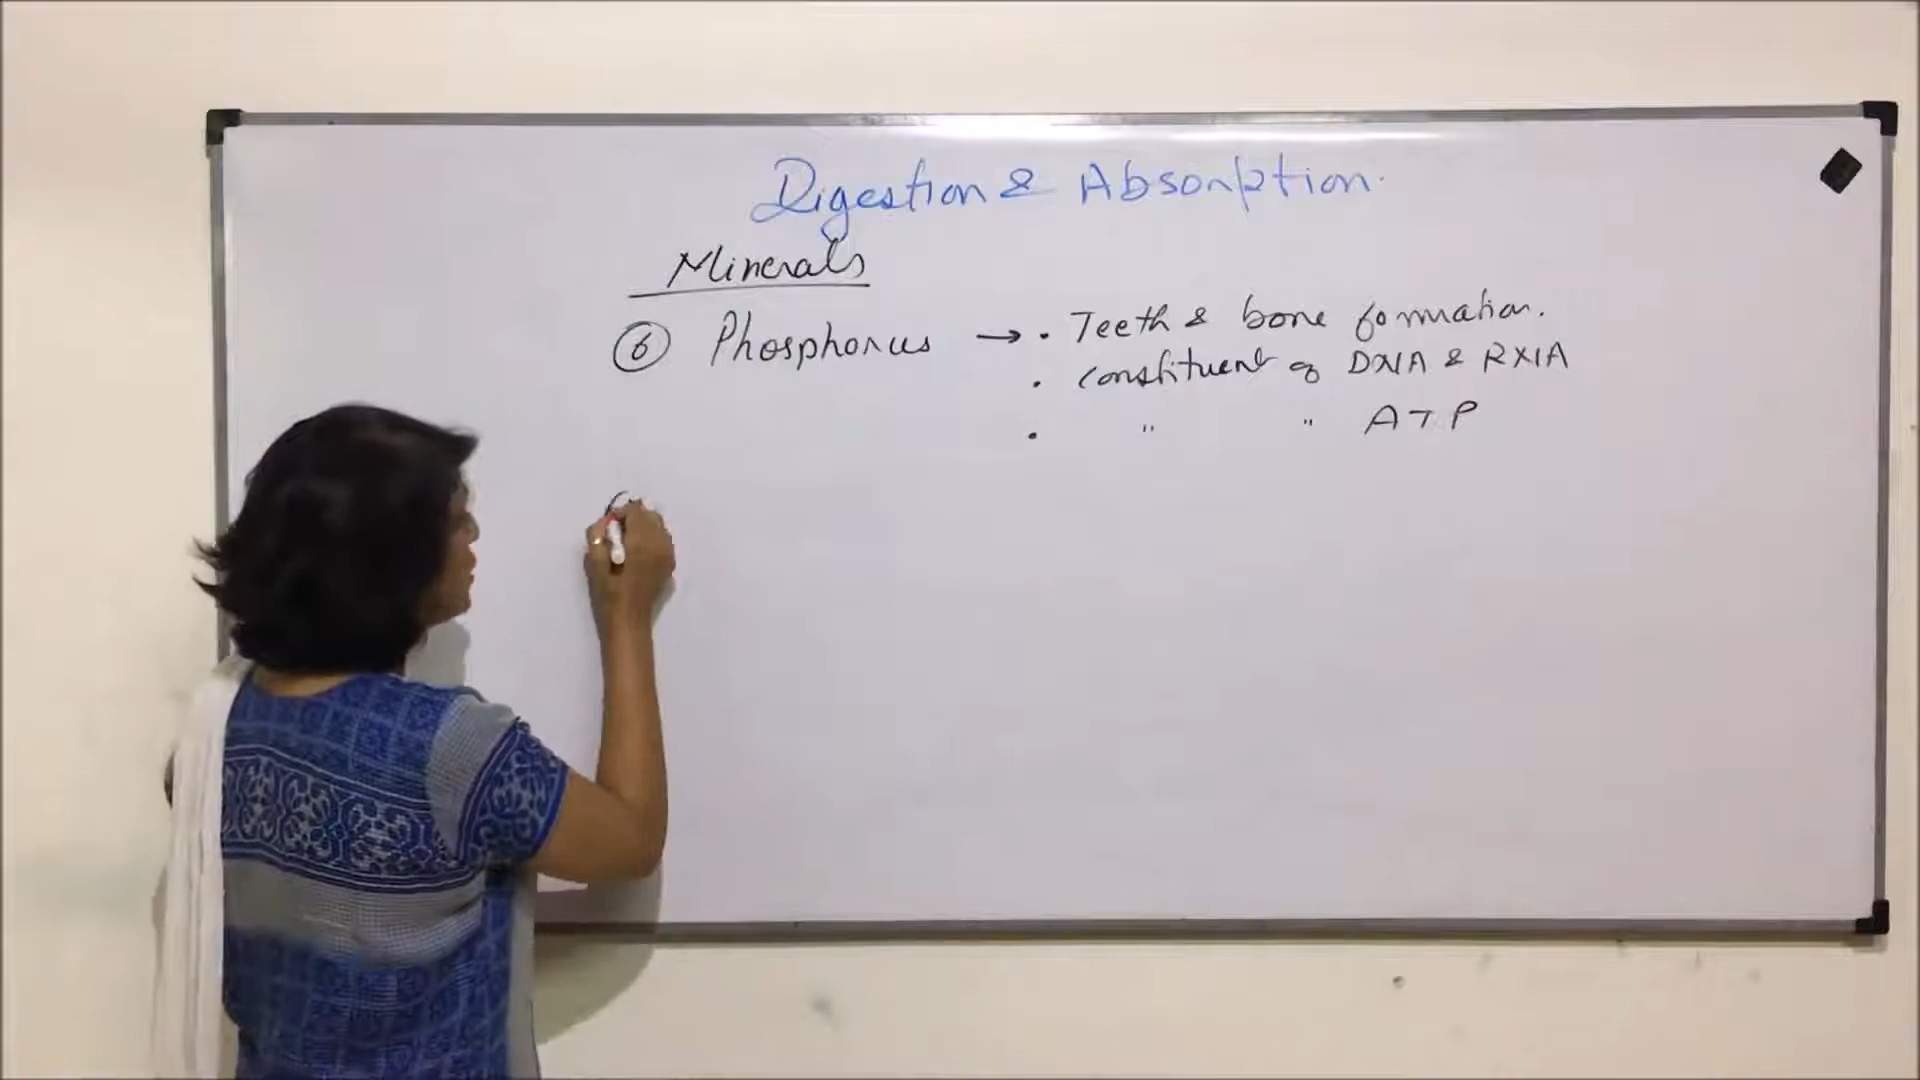 Digestion & Absorption.
Minerals
⑥ Phosphorus → • Teeth & bone formation.
• constituent of DNA & RNA
• " " ATP